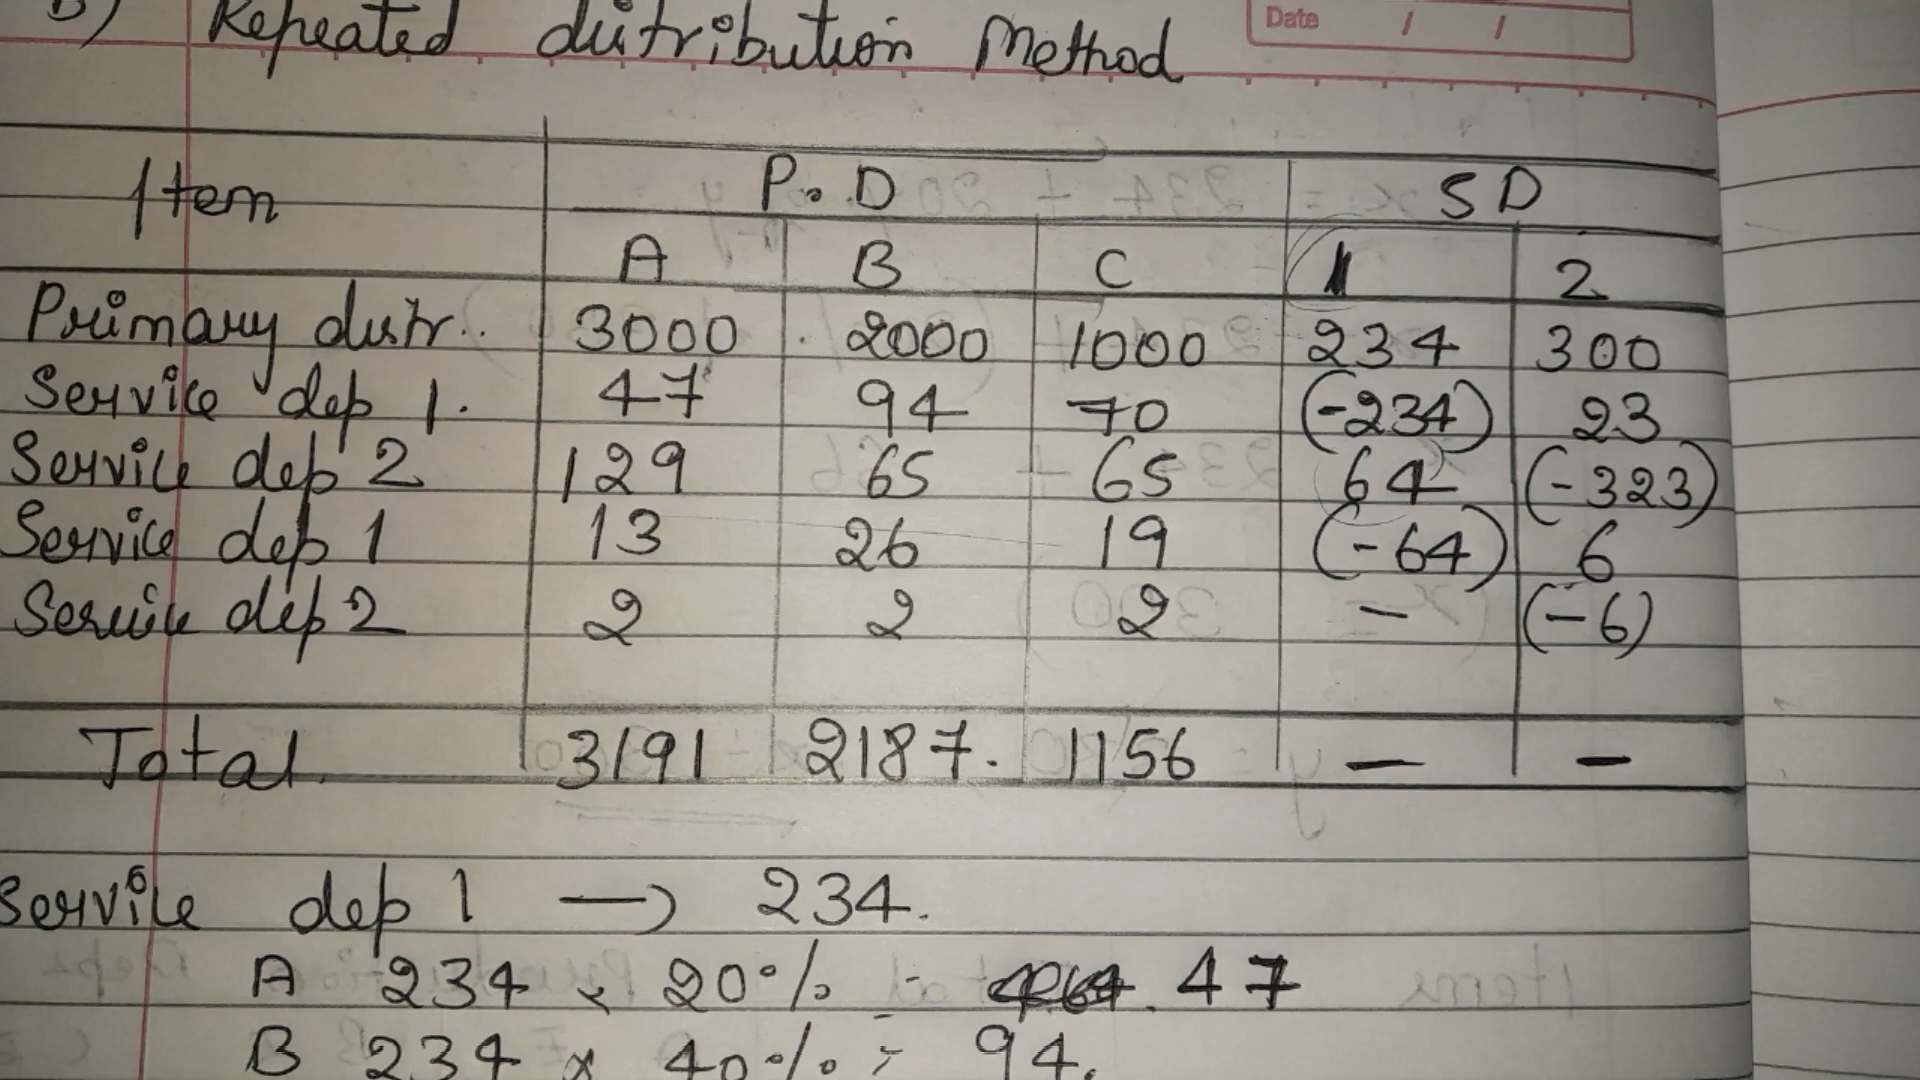 B) Repeated distribution Method
Date / /
Item P.D SD
A B C 1 2
Primary distr.. 3000 2000 1000 234 300
Service dep 1. 47 94 70 (-234) 23
Service dep 2 129 65 65 64 (-323)
Service dep 1 13 26 19 (-64) 6
Service dep 2 2 2 2 - (-6)
Total. 3191 2187. 1156 - -
Service dep 1 → 234.
A 234 × 20% = 47
B 234 × 40% = 94.